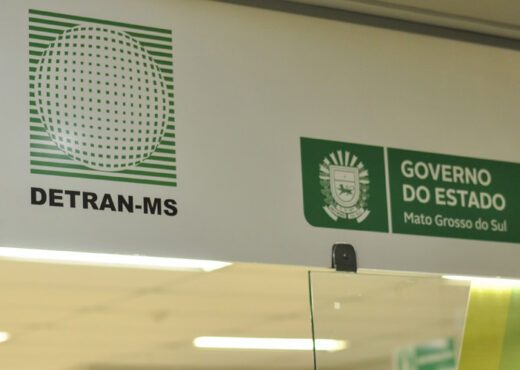 DETRAN-MS
GOVERNO
DO ESTADO
Mato Grosso do Sul